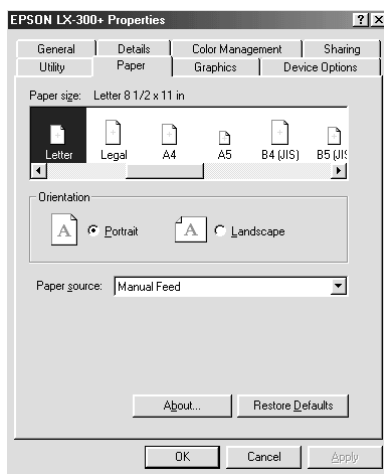 EPSON LX-300+ Properties
General Details Color Management Sharing
Utility Paper Graphics Device Options
Paper size: Letter 8 1/2 x 11 in
Letter Legal A4 A5 B4 (JIS) B5 (JIS
Orientation
A Portrait A Landscape
Paper source: Manual Feed
About... Restore Defaults
OK Cancel Apply